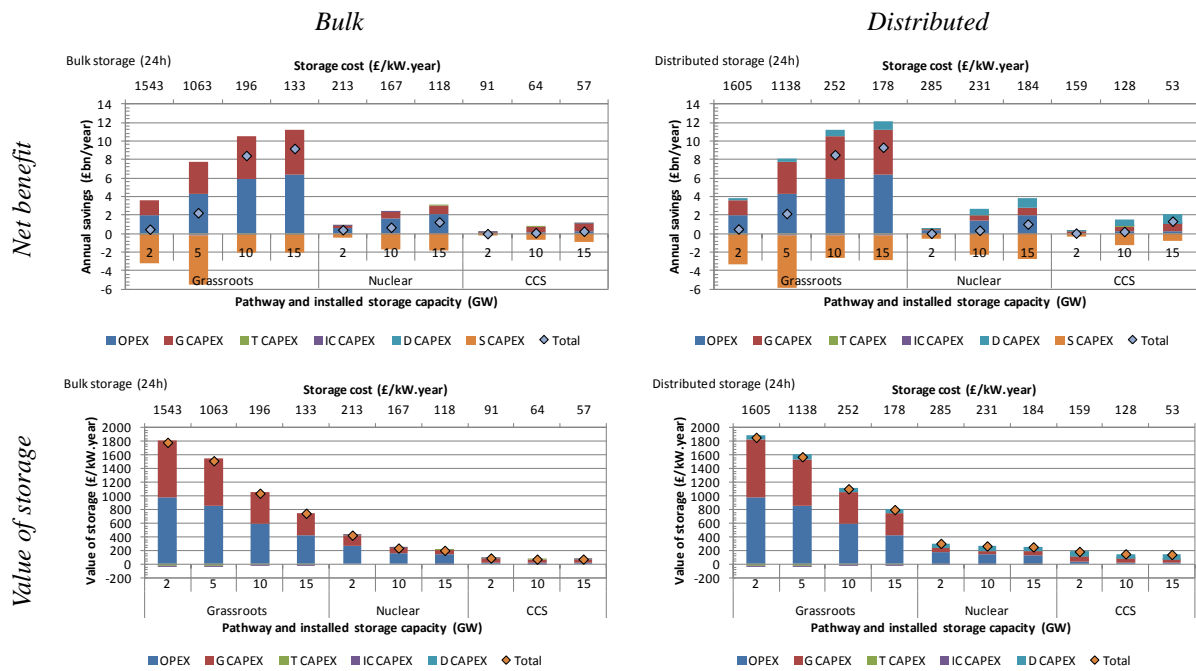 Bulk
Distributed
Net benefit
Bulk storage (24h)
Storage cost (£/kW.year)
1543 1063 196 133 213 167 118 91 64 57
Annual savings (£bn/year)
14
12
10
8
6
4
2
0
-2
-4
-6
2 5 10 15 2 10 15 2 10 15
Grassroots Nuclear CCS
Pathway and installed storage capacity (GW)
OPEX G CAPEX T CAPEX IC CAPEX D CAPEX S CAPEX Total
Distributed storage (24h)
Storage cost (£/kW.year)
1605 1138 252 178 285 231 184 159 128 53
Annual savings (£bn/year)
14
12
10
8
6
4
2
0
-2
-4
-6
2 5 10 15 2 10 15 2 10 15
Grassroots Nuclear CCS
Pathway and installed storage capacity (GW)
OPEX G CAPEX T CAPEX IC CAPEX D CAPEX S CAPEX Total
Value of storage
Bulk storage (24h)
Storage cost (£/kW.year)
1543 1063 196 133 213 167 118 91 64 57
Value of storage (£/kW.year)
2000
1800
1600
1400
1200
1000
800
600
400
200
0
-200
2 5 10 15 2 10 15 2 10 15
Grassroots Nuclear CCS
Pathway and installed storage capacity (GW)
OPEX G CAPEX T CAPEX IC CAPEX D CAPEX Total
Distributed storage (24h)
Storage cost (£/kW.year)
1605 1138 252 178 285 231 184 159 128 53
Value of storage (£/kW.year)
2000
1800
1600
1400
1200
1000
800
600
400
200
0
-200
2 5 10 15 2 10 15 2 10 15
Grassroots Nuclear CCS
Pathway and installed storage capacity (GW)
OPEX G CAPEX T CAPEX IC CAPEX D CAPEX Total